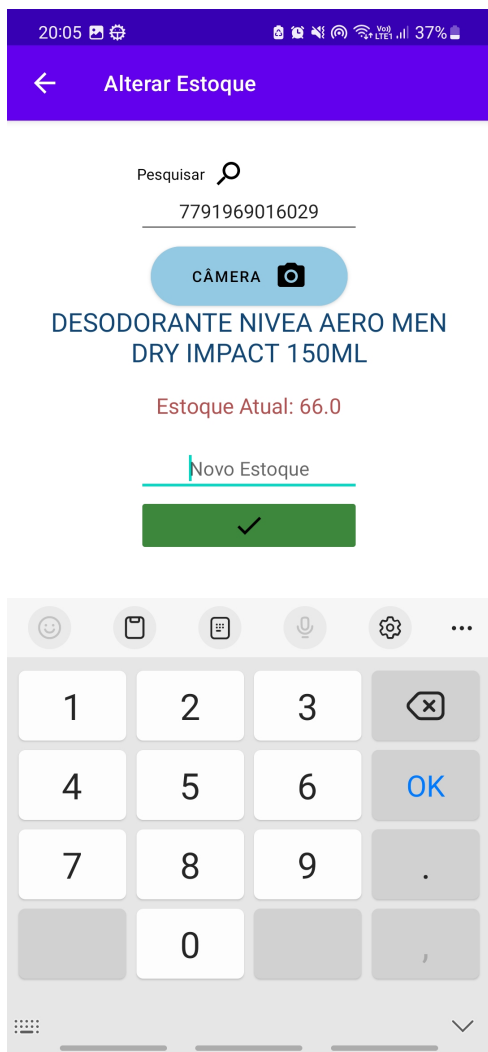 20:05 37%
Alterar Estoque
Pesquisar
7791969016029
CÂMERA
DESODORANTE NIVEA AERO MEN
DRY IMPACT 150ML
Estoque Atual: 66.0
Novo Estoque
1 2 3
4 5 6 OK
7 8 9 .
0 ,